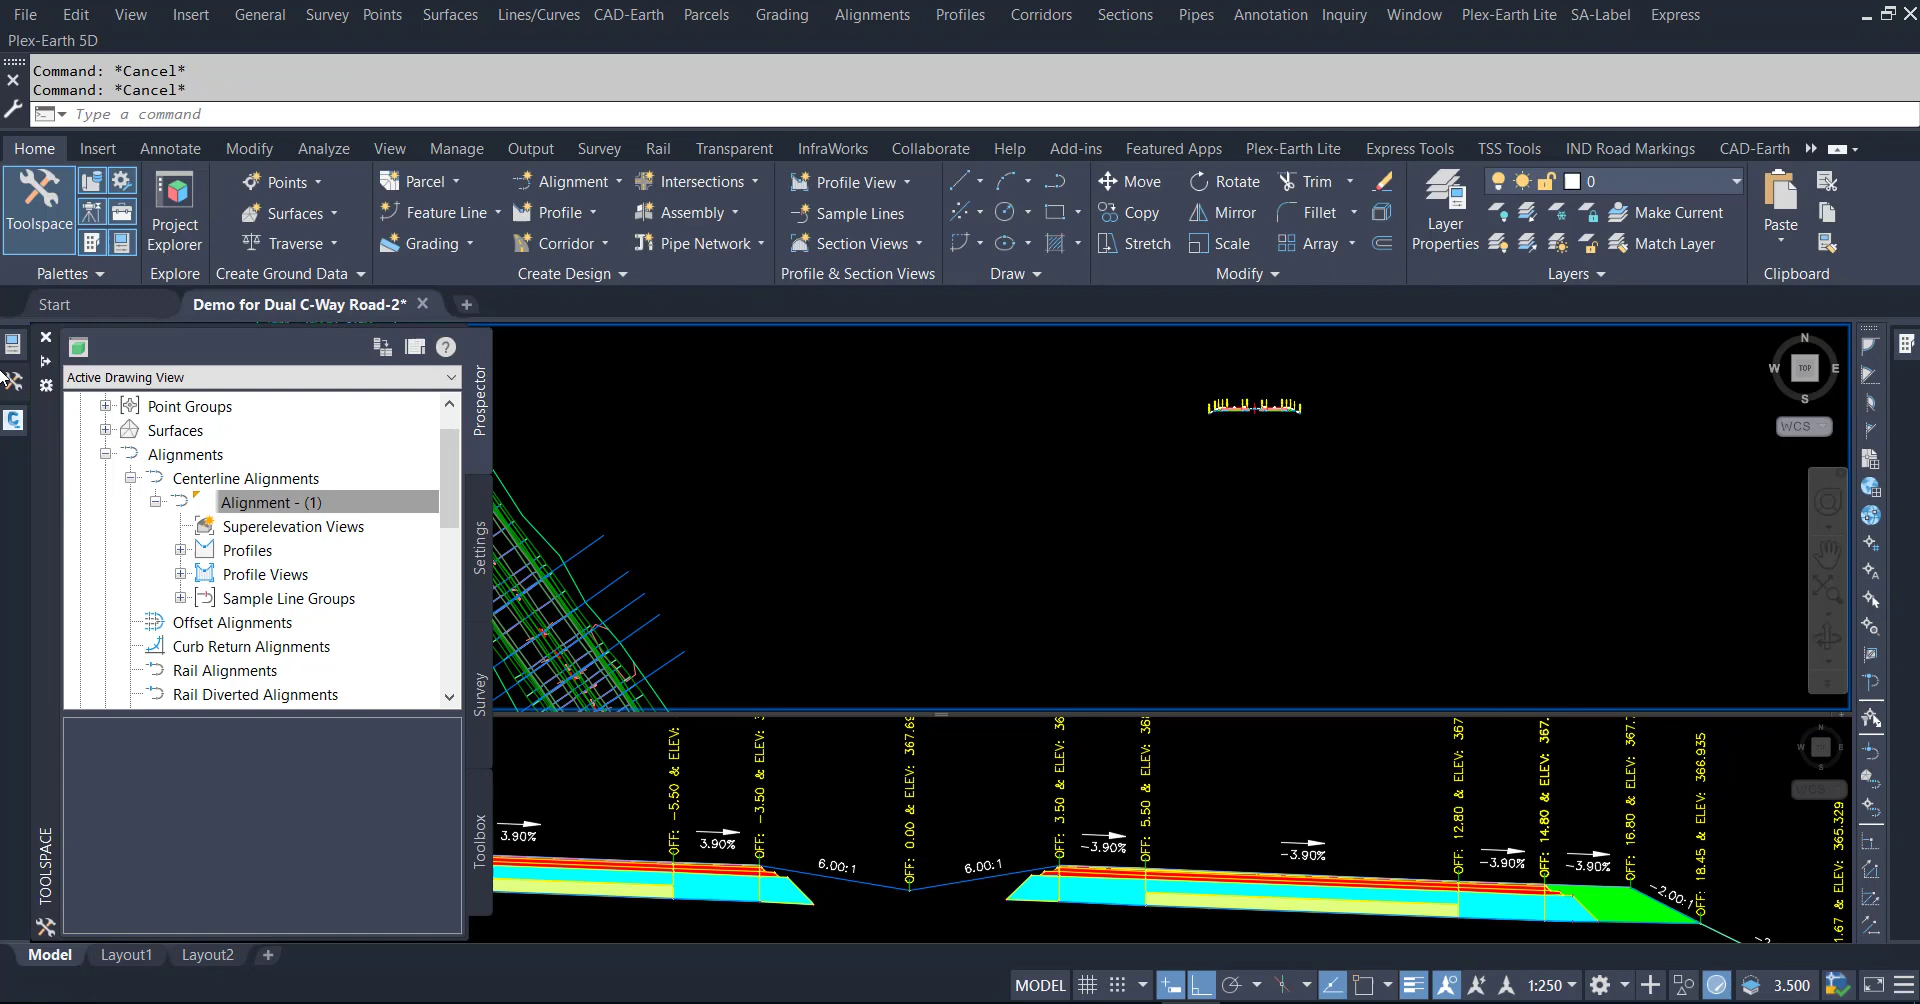 File Edit View Insert General Survey Points Surfaces Lines/Curves CAD-Earth Parcels Grading Alignments Profiles Corridors Sections Pipes Annotation Inquiry Window Plex-Earth Lite SA-Label Express
Plex-Earth 5D
Command: *Cancel*
Command: *Cancel*
Type a command
Home Insert Annotate Modify Analyze View Manage Output Survey Rail Transparent InfraWorks Collaborate Help Add-ins Featured Apps Plex-Earth Lite Express Tools TSS Tools IND Road Markings CAD-Earth
Toolspace
Palettes
Project Explorer
Explore
Points
Surfaces
Traverse
Create Ground Data
Parcel
Feature Line
Grading
Alignment
Profile
Corridor
Intersections
Assembly
Pipe Network
Create Design
Profile View
Sample Lines
Section Views
Profile & Section Views
Draw
Move
Copy
Stretch
Rotate
Mirror
Scale
Trim
Fillet
Array
Modify
Layer Properties
0
Make Current
Match Layer
Layers
Paste
Clipboard
Start
Demo for Dual C-Way Road-2*
Active Drawing View
Point Groups
Surfaces
Alignments
Centerline Alignments
Alignment - (1)
Superelevation Views
Profiles
Profile Views
Sample Line Groups
Offset Alignments
Curb Return Alignments
Rail Alignments
Rail Diverted Alignments
Prospector
Settings
Survey
Toolbox
TOOLSPACE
N
W TOP E
S
WCS
OFF: -5.50 & ELEV:
OFF: -3.50 & ELEV:
OFF: 0.00 & ELEV: 367.69
OFF: 3.50 & ELEV: 36
OFF: 5.50 & ELEV: 36
OFF: 12.80 & ELEV: 367
OFF: 14.80 & ELEV: 367.
OFF: 16.80 & ELEV: 367.
OFF: 18.45 & ELEV: 366.935
1.67 & ELEV: 365.329
3.90%
3.90%
6.00:1
6.00:1
-3.90%
-3.90%
-3.90%
-3.90%
-2.00:1
Model Layout1 Layout2
MODEL 1:250 3.500